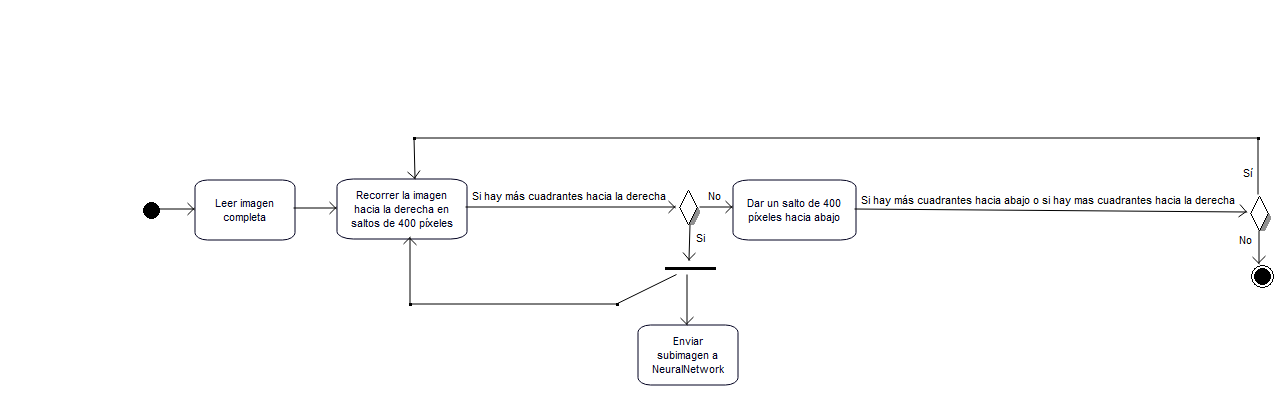 Leer imagen
completa
Recorrer la imagen
hacia la derecha en
saltos de 400 píxeles
Si hay más cuadrantes hacia la derecha
No
Si
Dar un salto de 400
píxeles hacia abajo
Si hay más cuadrantes hacia abajo o si hay mas cuadrantes hacia la derecha
Sí
No
Enviar
subimagen a
NeuralNetwork